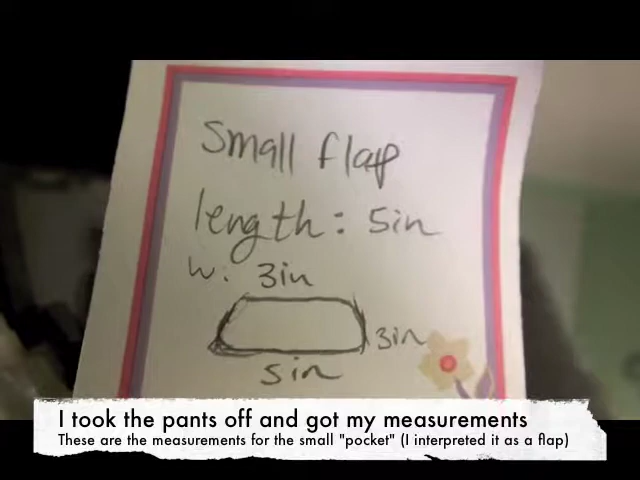 Small flap
length: 5in
W: 3in
3in
5in
I took the pants off and got my measurements
These are the measurements for the small "pocket" (I interpreted it as a flap)